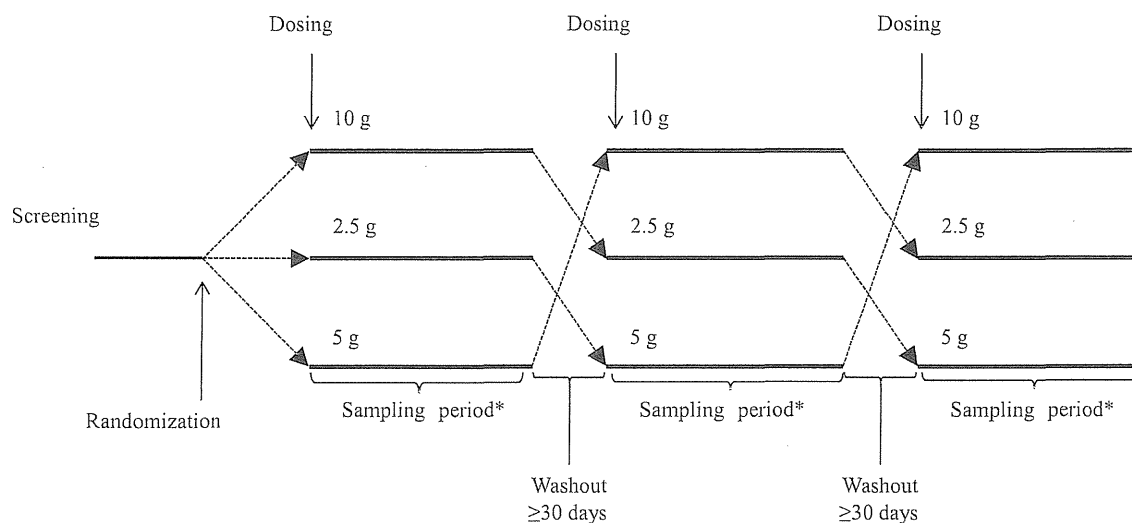 Dosing
Dosing
Dosing
10 g
10 g
10 g
Screening
2.5 g
2.5 g
2.5 g
5 g
5 g
5 g
Randomization
Sampling period*
Sampling period*
Sampling period*
Washout
≥30 days
Washout
≥30 days